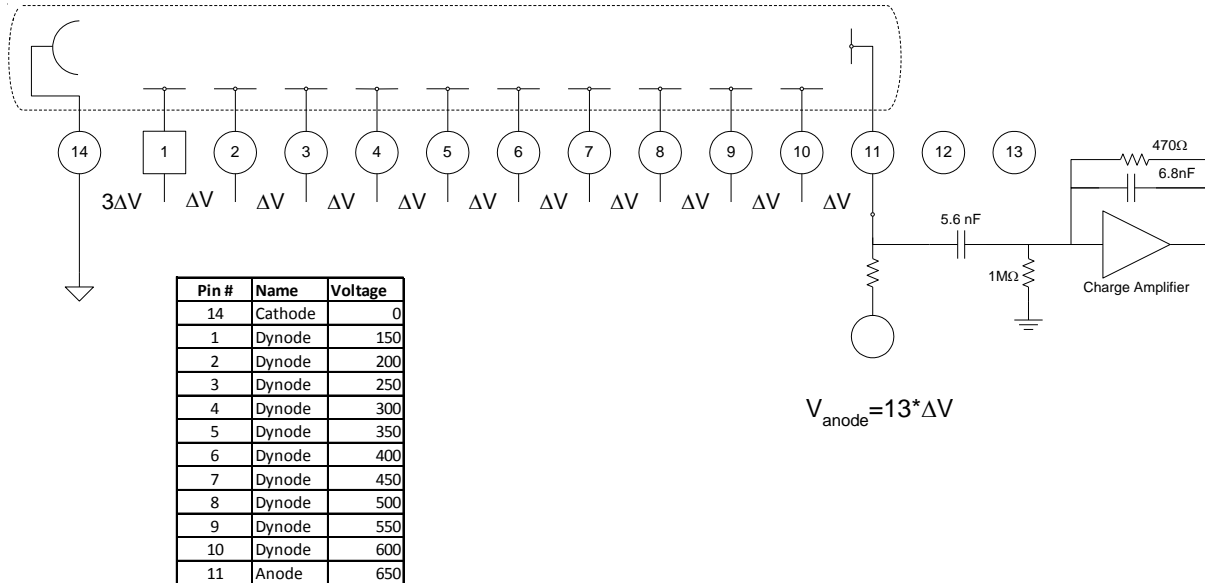 14 1 2 3 4 5 6 7 8 9 10 11 12 13
470Ω
6.8nF
3ΔV ΔV ΔV ΔV ΔV ΔV ΔV ΔV ΔV ΔV ΔV
5.6 nF
1MΩ
Charge Amplifier
Pin # Name Voltage
14 Cathode 0
1 Dynode 150
2 Dynode 200
3 Dynode 250
4 Dynode 300
5 Dynode 350
6 Dynode 400
7 Dynode 450
8 Dynode 500
9 Dynode 550
10 Dynode 600
11 Anode 650
V_anode=13*ΔV